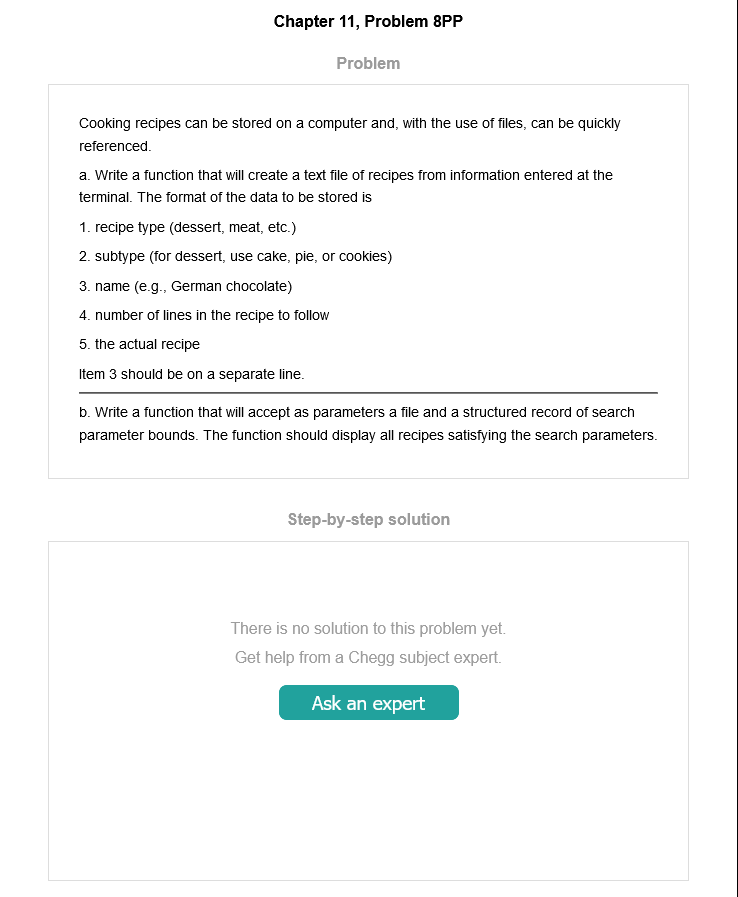 Chapter 11, Problem 8PP
Problem
Cooking recipes can be stored on a computer and, with the use of files, can be quickly
referenced.
a. Write a function that will create a text file of recipes from information entered at the
terminal. The format of the data to be stored is
1. recipe type (dessert, meat, etc.)
2. subtype (for dessert, use cake, pie, or cookies)
3. name (e.g., German chocolate)
4. number of lines in the recipe to follow
5. the actual recipe
Item 3 should be on a separate line.
b. Write a function that will accept as parameters a file and a structured record of search
parameter bounds. The function should display all recipes satisfying the search parameters.
Step-by-step solution
There is no solution to this problem yet.
Get help from a Chegg subject expert.
Ask an expert